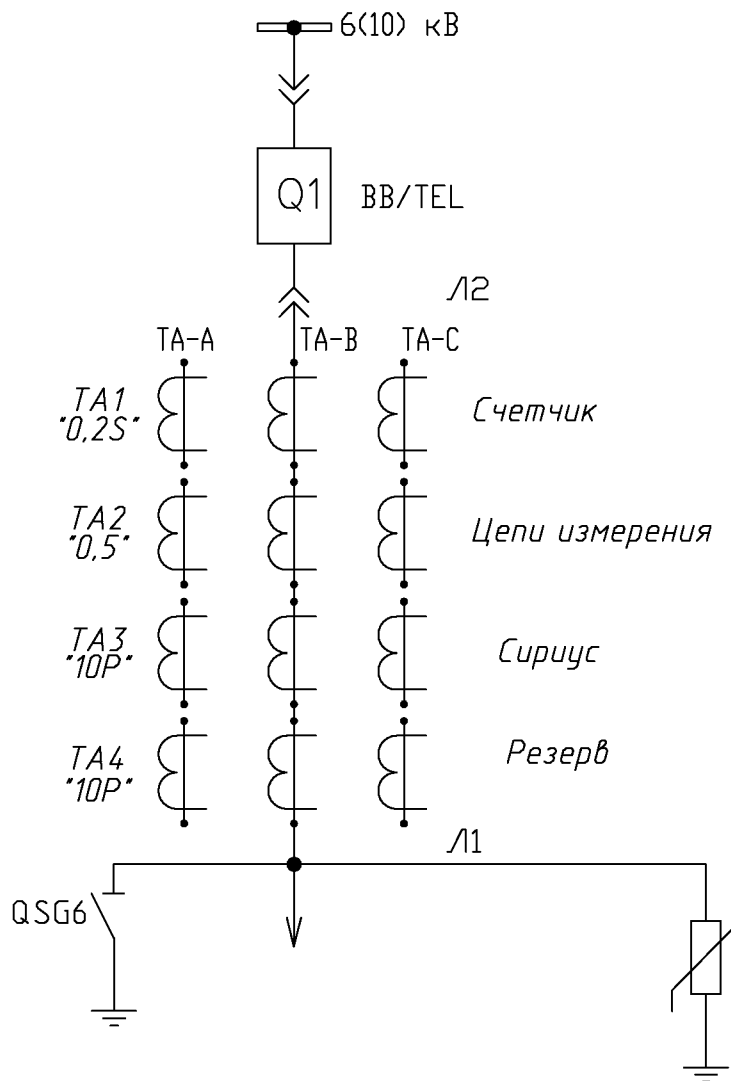 6(10) кВ
Q1
BB/TEL
Л2
TA-A
TA-B
TA-C
TA1
"0,2S"
Счетчик
TA2
"0,5"
Цепи измерения
TA3
"10P"
Сириус
TA4
"10P"
Резерв
Л1
QSG6